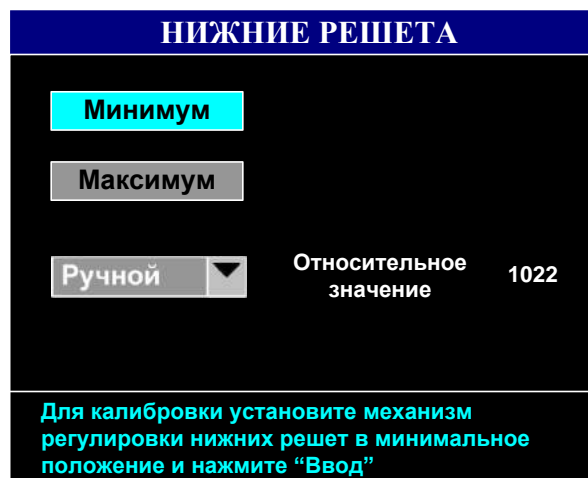 НИЖНИЕ РЕШЕТА
Минимум
Максимум
Ручной
Относительное
значение
1022
Для калибровки установите механизм
регулировки нижних решет в минимальное
положение и нажмите “Ввод”